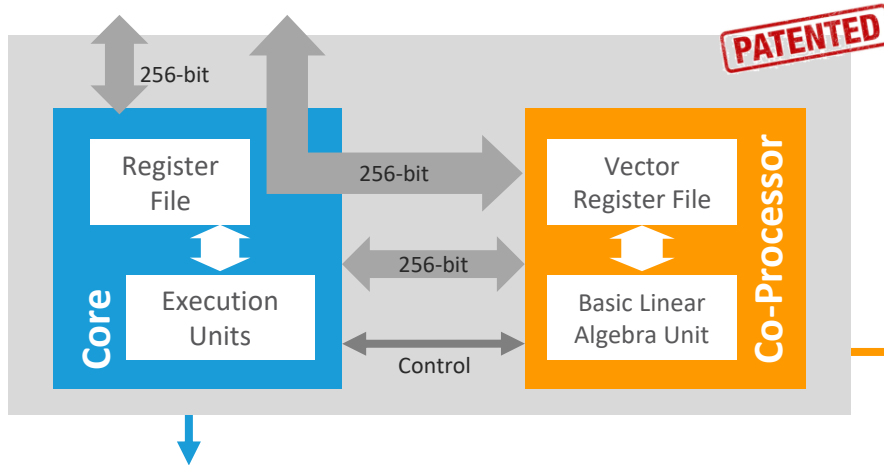 PATENTED
256-bit
Register
File
256-bit
Vector
Register File
256-bit
Execution
Units
Basic Linear
Algebra Unit
Control
Core
Co-Processor